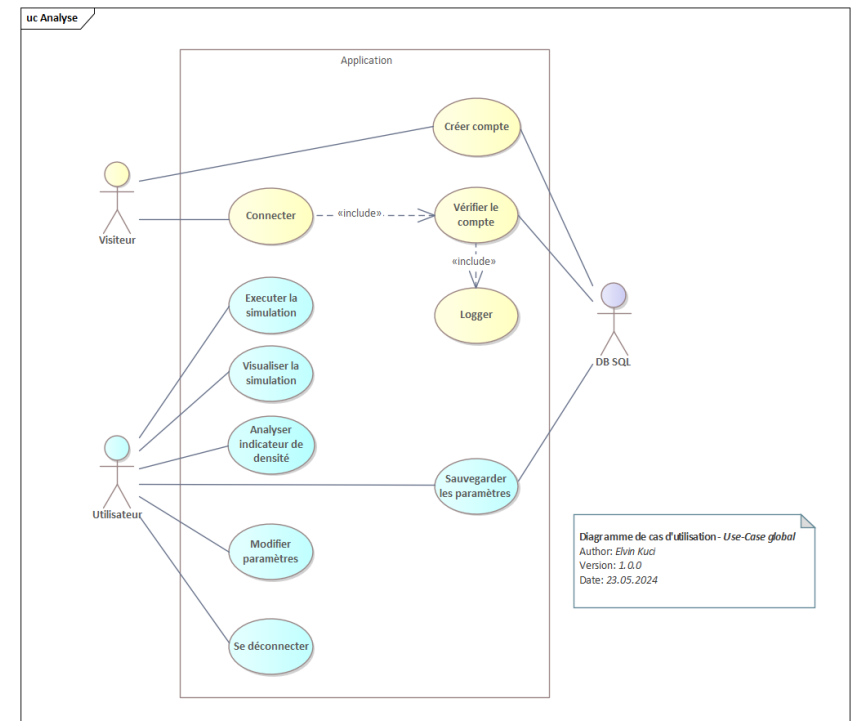 uc Analyse
Application
Créer compte
Visiteur
Connecter
«include»
Vérifier le
compte
«include»
Logger
DB SQL
Executer la
simulation
Visualiser la
simulation
Analyser
indicateur de
densité
Utilisateur
Sauvegarder
les paramètres
Modifier
paramètres
Se déconnecter
Diagramme de cas d'utilisation - Use-Case global
Author: Elvin Kuci
Version: 1.0.0
Date: 23.05.2024